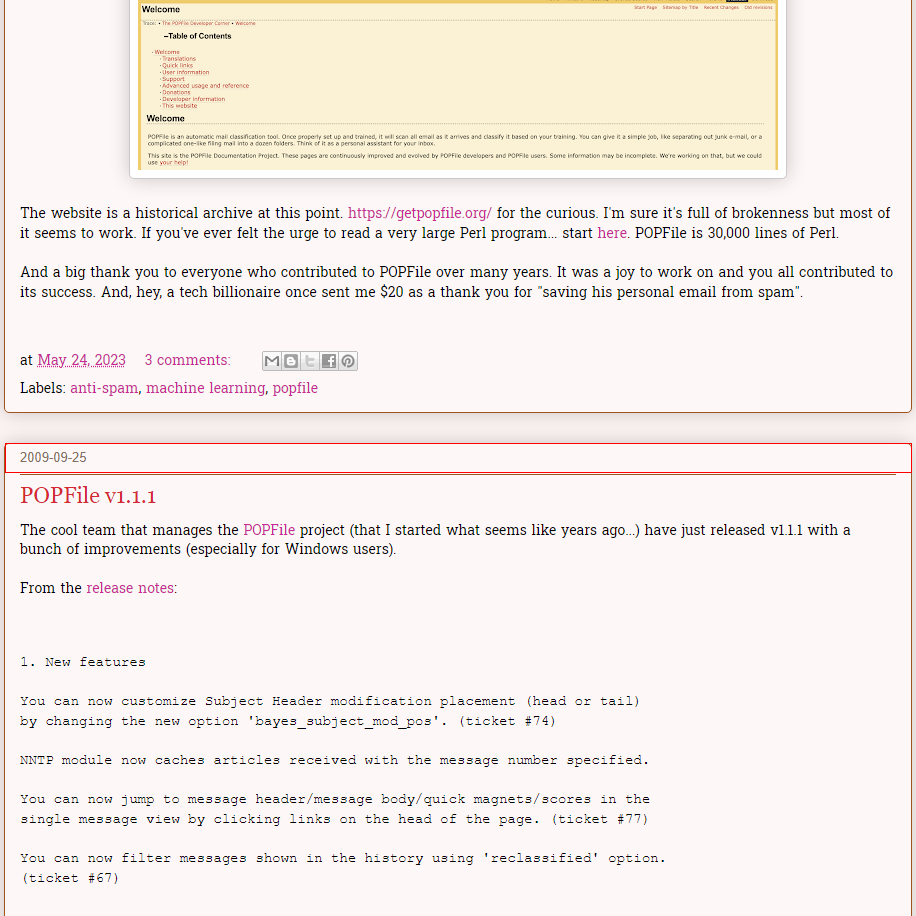 Welcome
Start Page Sitemap by Title Recent Changes Old revisions
Trace: • The POPFile Developer Corner • Welcome
−Table of Contents
· Welcome
· Translations
· Quick links
· User information
· Support
· Advanced usage and reference
· Donations
· Developer information
· This website
Welcome
POPFile is an automatic mail classification tool. Once properly set up and trained, it will scan all email as it arrives and classify it based on your training. You can give it a simple job, like separating out junk e-mail, or a
complicated one-like filing mail into a dozen folders. Think of it as a personal assistant for your inbox.
This site is the POPFile Documentation Project. These pages are continuously improved and evolved by POPFile developers and POPFile users. Some information may be incomplete. We're working on that, but we could
use your help!
The website is a historical archive at this point. https://getpopfile.org/ for the curious. I'm sure it's full of brokenness but most of
it seems to work. If you've ever felt the urge to read a very large Perl program... start here. POPFile is 30,000 lines of Perl.
And a big thank you to everyone who contributed to POPFile over many years. It was a joy to work on and you all contributed to
its success. And, hey, a tech billionaire once sent me $20 as a thank you for "saving his personal email from spam".
at May 24, 2023 3 comments:
Labels: anti-spam, machine learning, popfile
2009-09-25
POPFile v1.1.1
The cool team that manages the POPFile project (that I started what seems like years ago...) have just released v1.1.1 with a
bunch of improvements (especially for Windows users).
From the release notes:
1. New features
You can now customize Subject Header modification placement (head or tail)
by changing the new option 'bayes_subject_mod_pos'. (ticket #74)
NNTP module now caches articles received with the message number specified.
You can now jump to message header/message body/quick magnets/scores in the
single message view by clicking links on the head of the page. (ticket #77)
You can now filter messages shown in the history using 'reclassified' option.
(ticket #67)